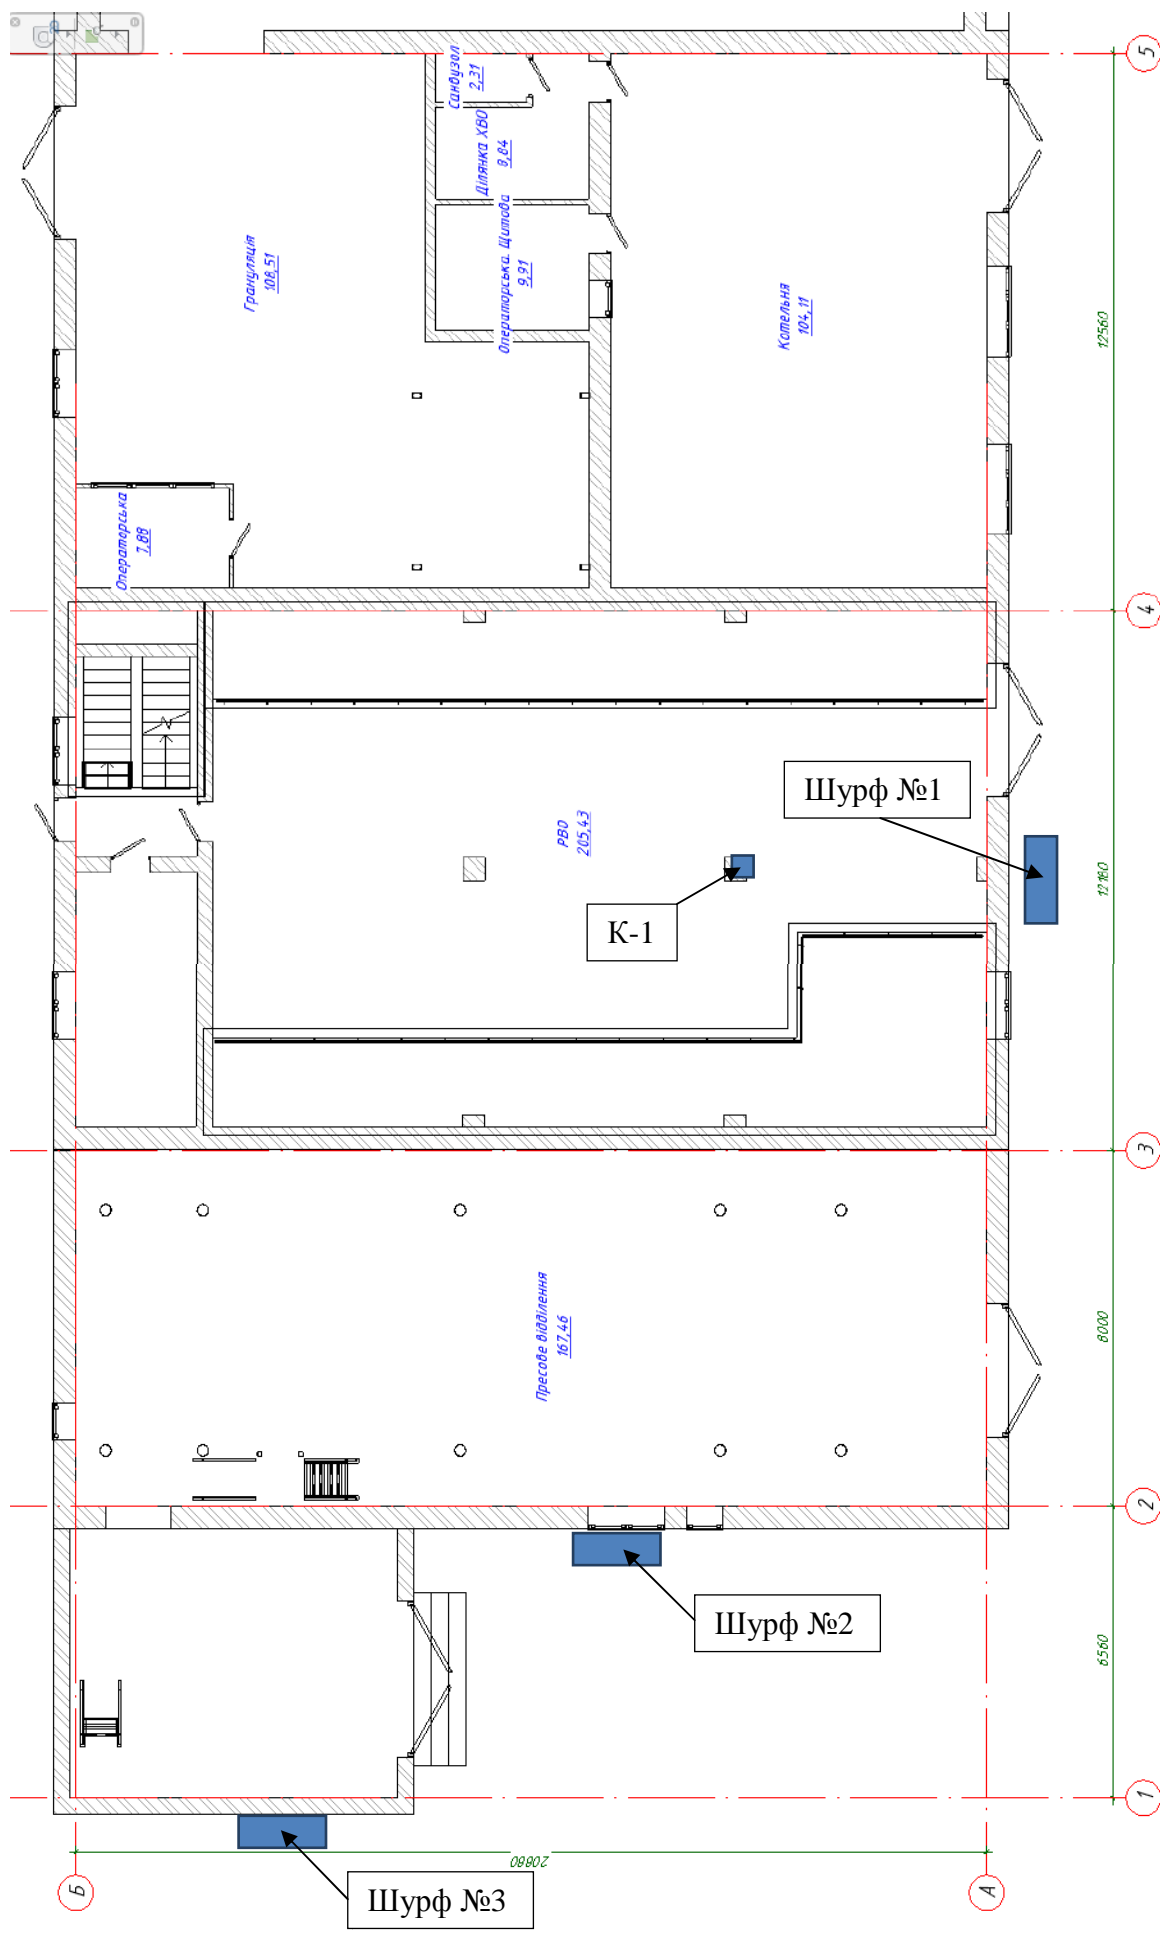 5
Санвузол
2,31
Ділянка ХВО
8,84
Операторська. Щитова
9,91
Грануляція
108,51
Котельня
104,11
12560
Операторська
7,88
4
Шурф №1
РВО
205,43
12180
К-1
3
Пресове відділення
167,46
8000
2
Шурф №2
6560
1
20880
Б
А
Шурф №3